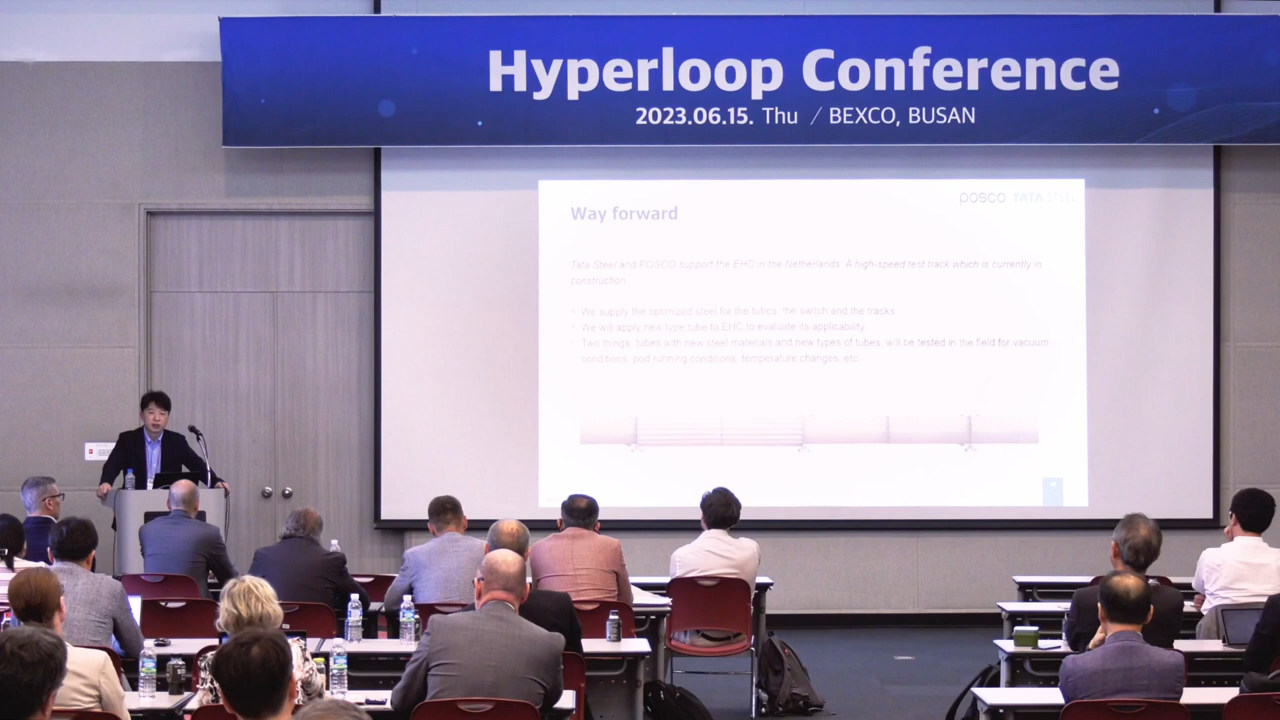 Hyperloop Conference
2023.06.15. Thu / BEXCO, BUSAN
posco TATA STEEL
Way forward
Tata Steel and POSCO support the EHC in the Netherlands. A high-speed test track which is currently in
construction
· We supply the optimized steel for the tubes, the switch and the tracks
· We will apply new type tube to EHC to evaluate its applicability
· Two things, tubes with new steel materials and new types of tubes, will be tested in the field for vacuum
conditions, pod running conditions, temperature changes, etc.